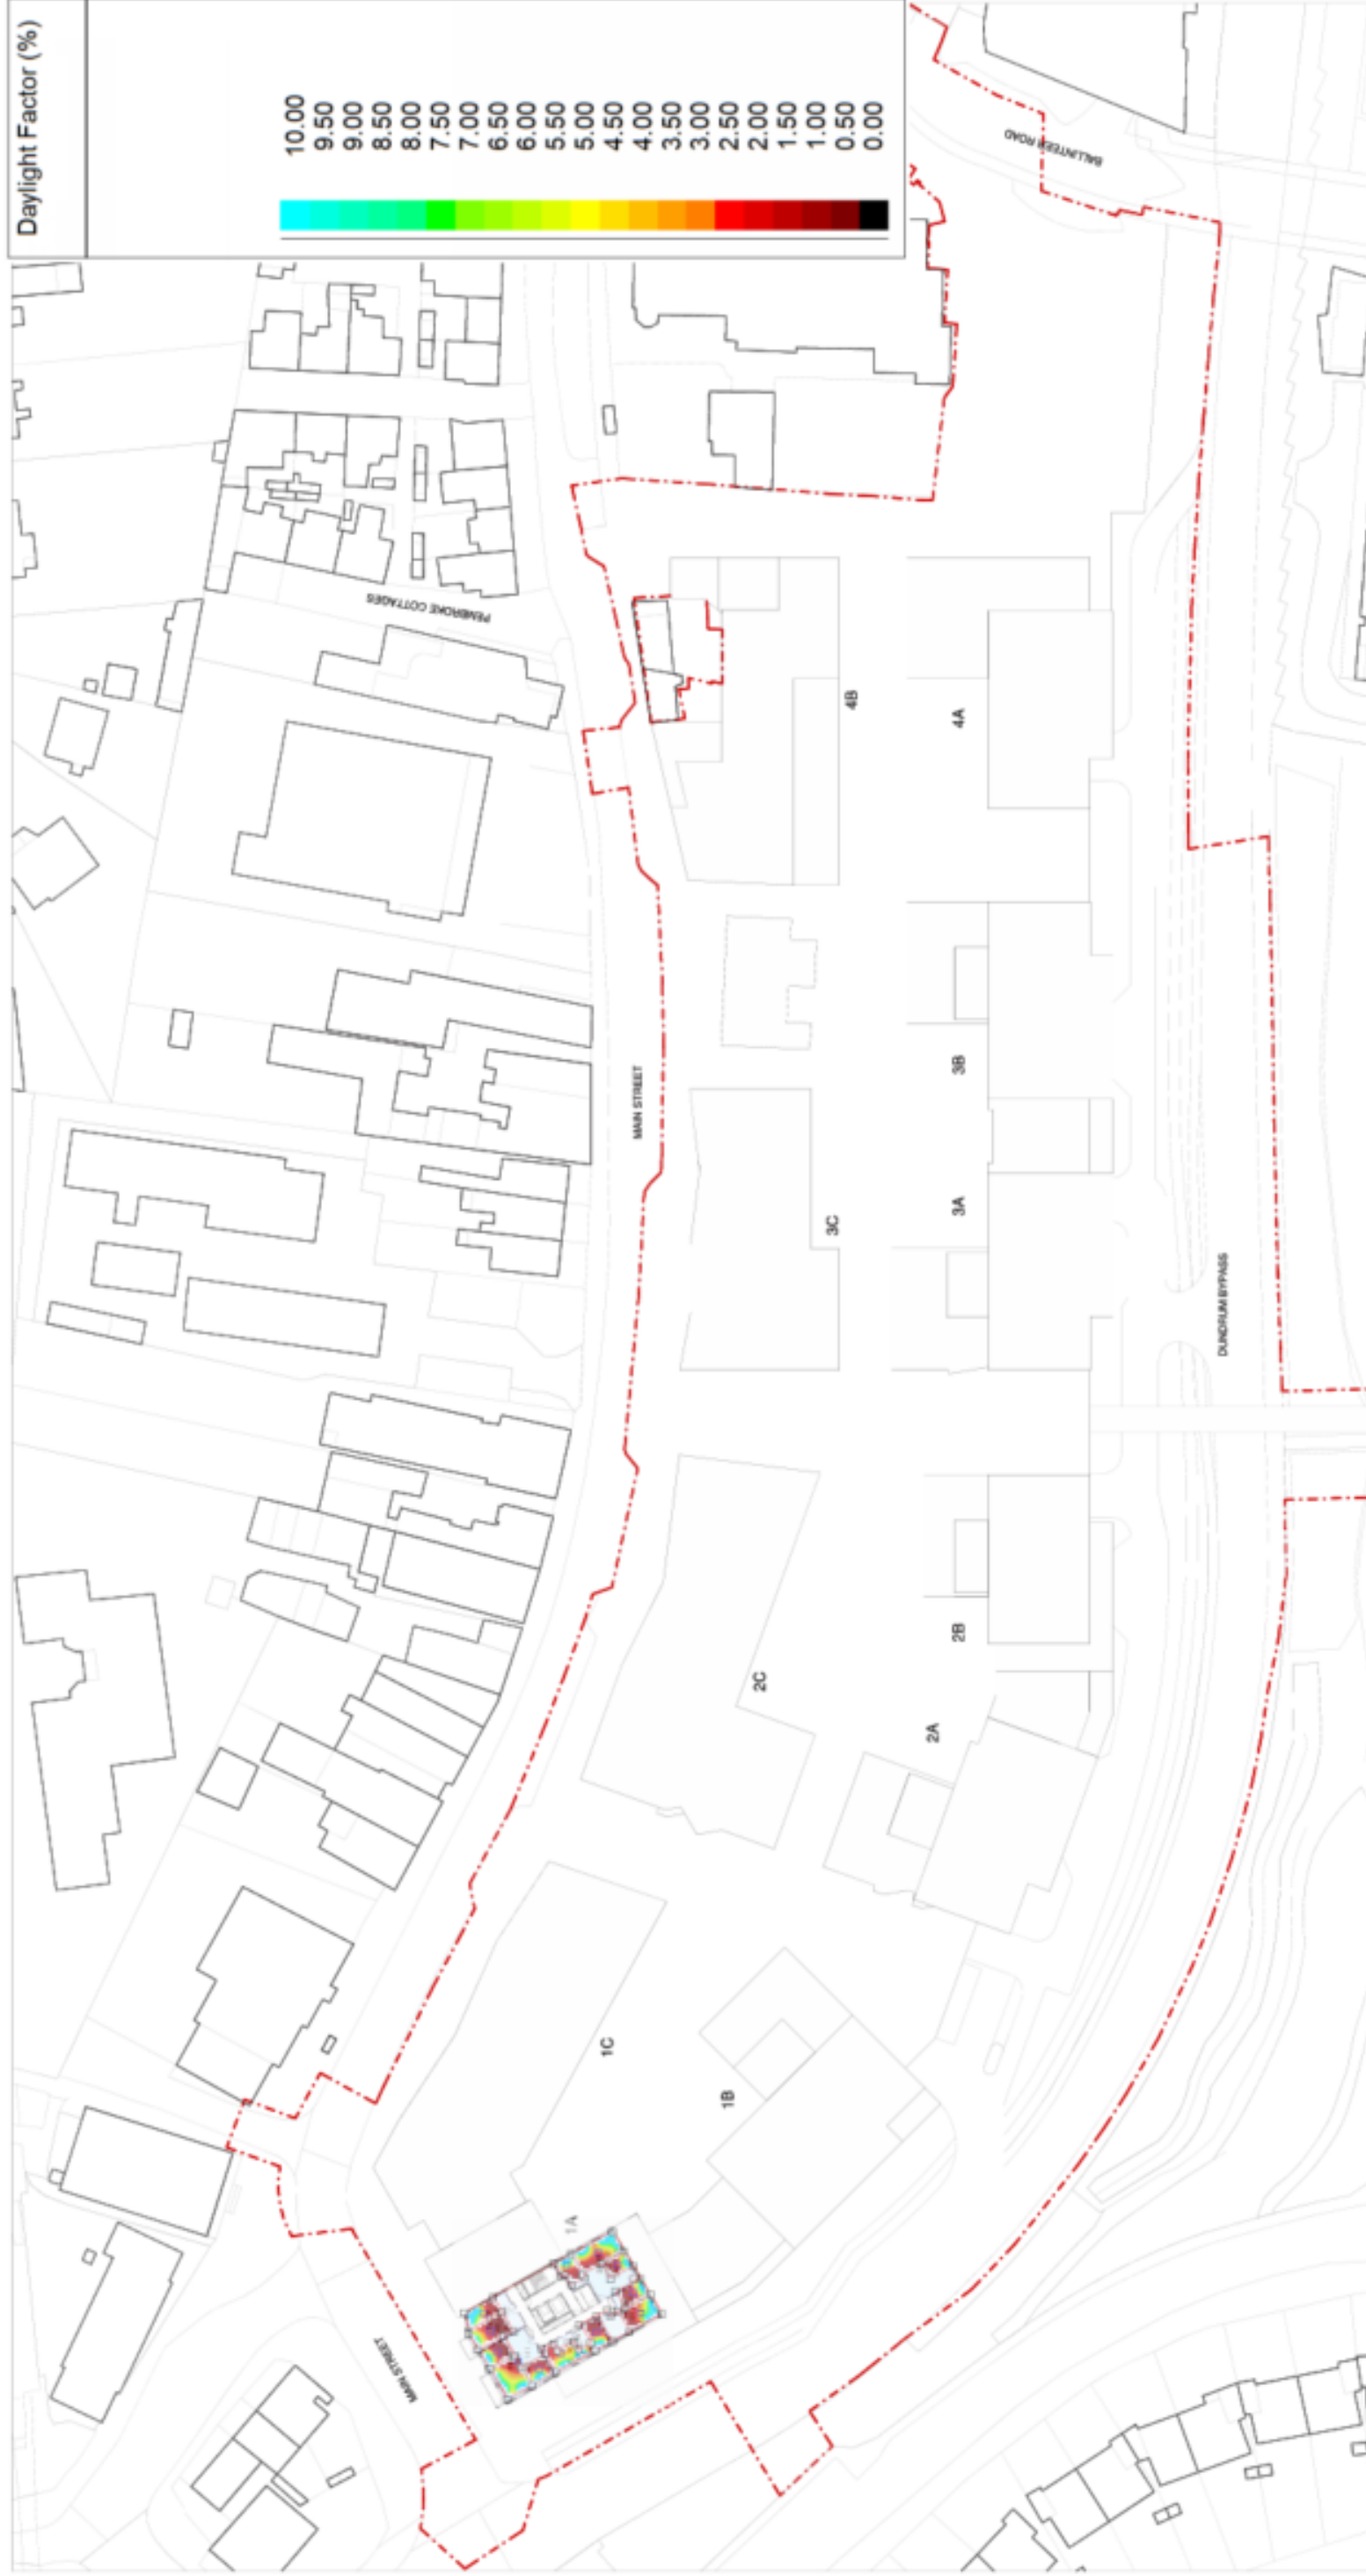 Daylight Factor (%)
10.00
9.50
9.00
8.50
8.00
7.50
7.00
6.50
6.00
5.50
5.00
4.50
4.00
3.50
3.00
2.50
2.00
1.50
1.00
0.50
0.00
BALLINTEER ROAD
PEMBROKE COTTAGES
4B
4A
MAIN STREET
3B
3C
3A
DUNDRUM BYPASS
2B
2C
2A
1C
1B
1A
MAIN STREET